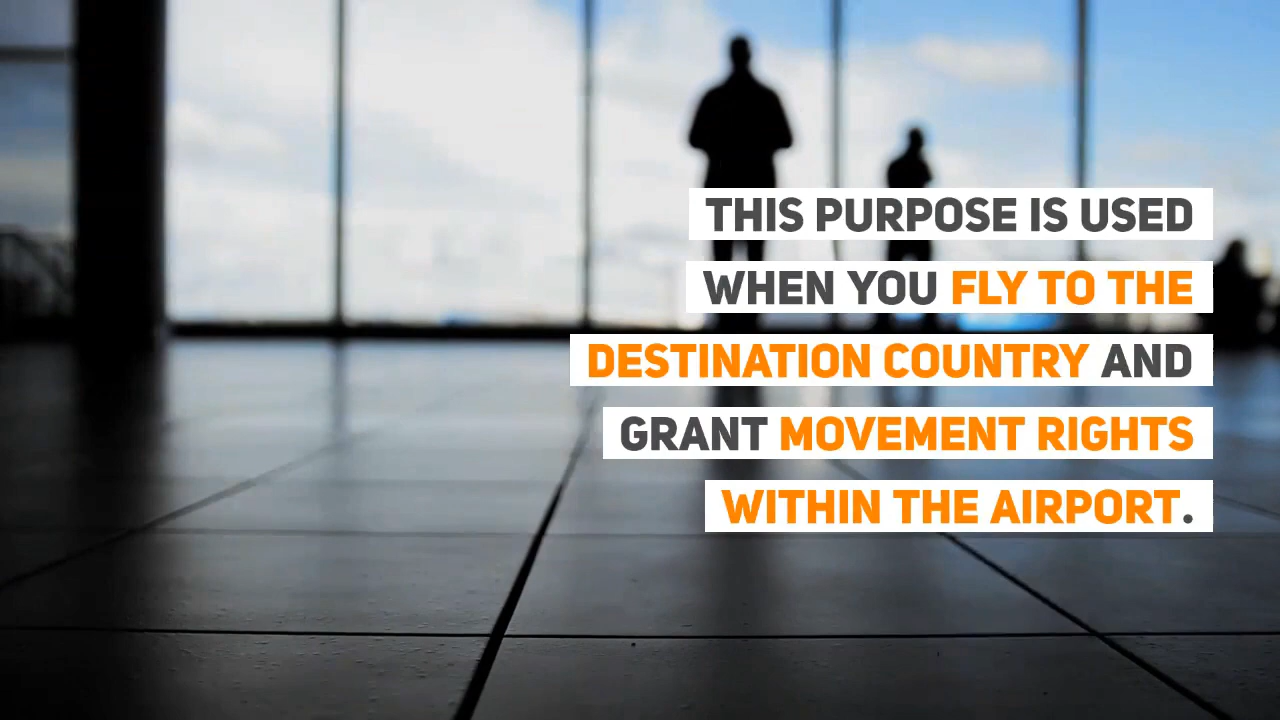 THIS PURPOSE IS USED
WHEN YOU FLY TO THE
DESTINATION COUNTRY AND
GRANT MOVEMENT RIGHTS
WITHIN THE AIRPORT.